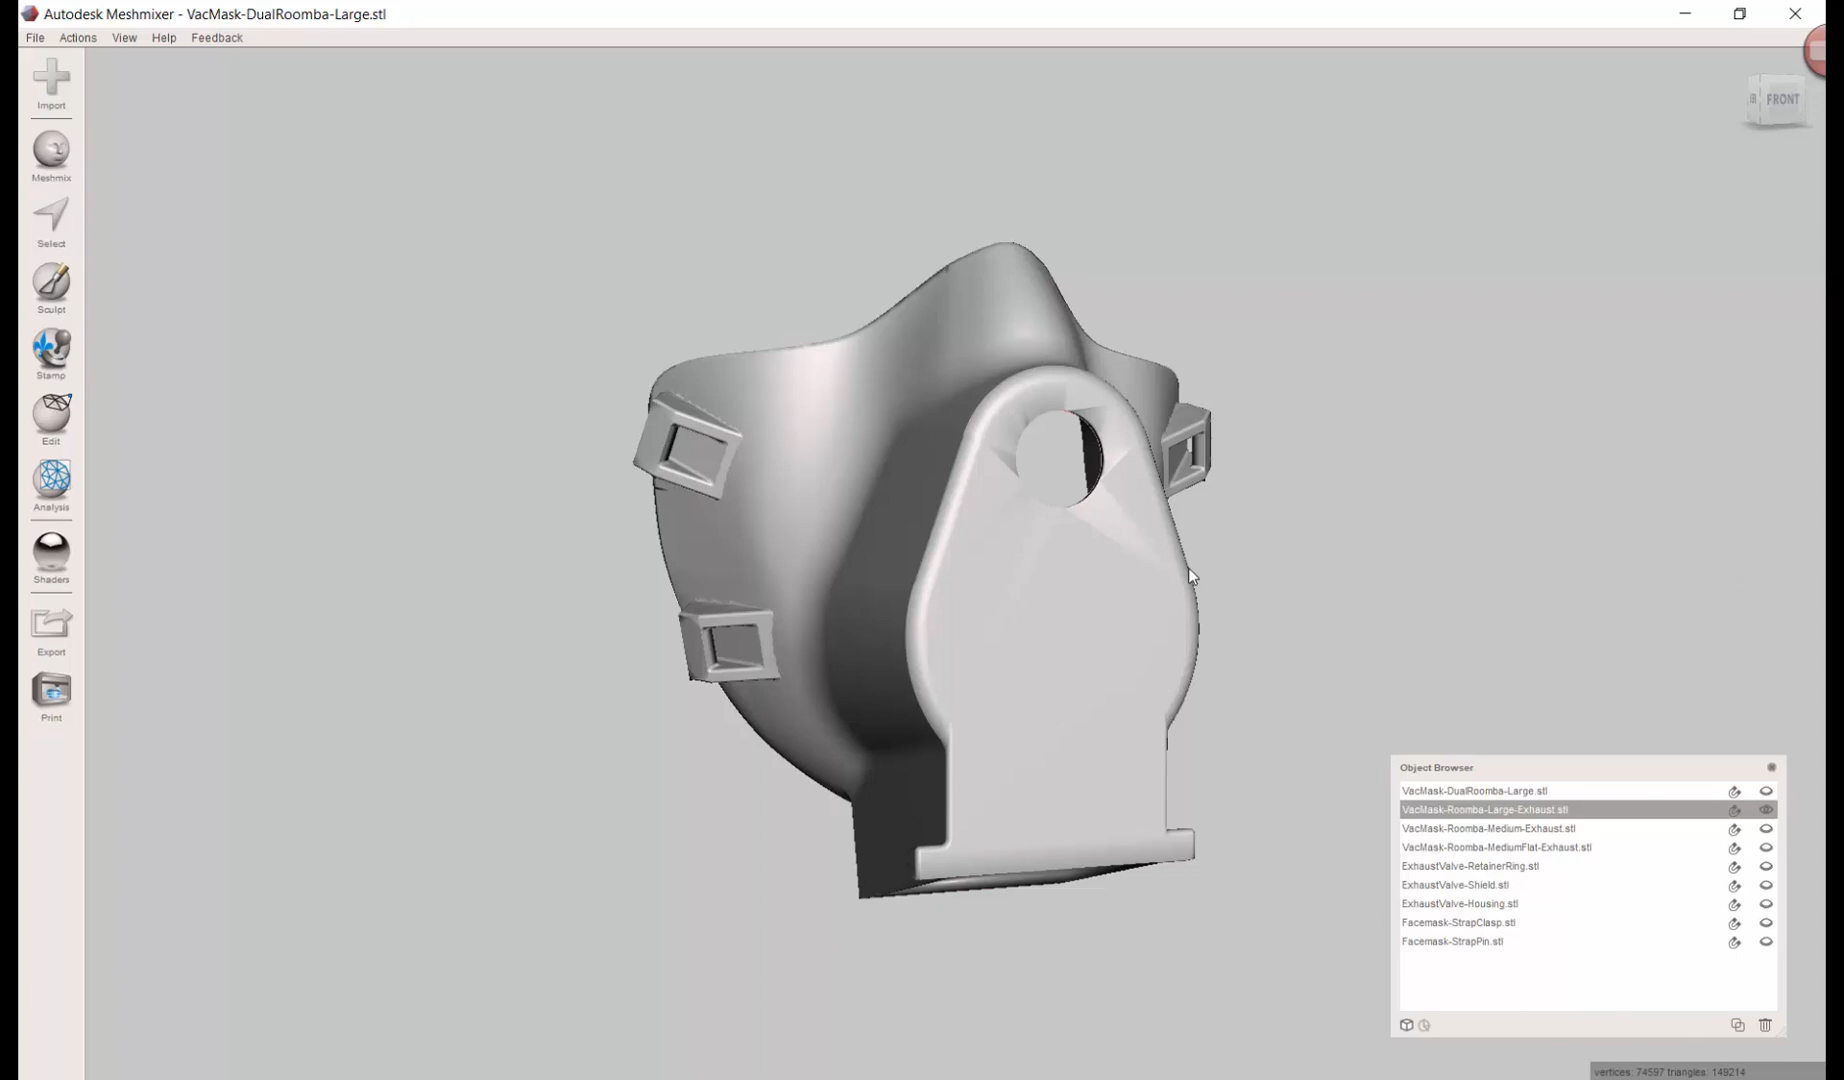 Autodesk Meshmixer - VacMask-DualRoomba-Large.stl
File Actions View Help Feedback
Import
Meshmix
Select
Sculpt
Stamp
Edit
Analysis
Shaders
Export
Print
FRONT
Object Browser
VacMask-DualRoomba-Large.stl
VacMask-Roomba-Large-Exhaust.stl
VacMask-Roomba-Medium-Exhaust.stl
VacMask-Roomba-MediumFlat-Exhaust.stl
ExhaustValve-RetainerRing.stl
ExhaustValve-Shield.stl
ExhaustValve-Housing.stl
Facemask-StrapClasp.stl
Facemask-StrapPin.stl
vertices: 74597 triangles: 149214